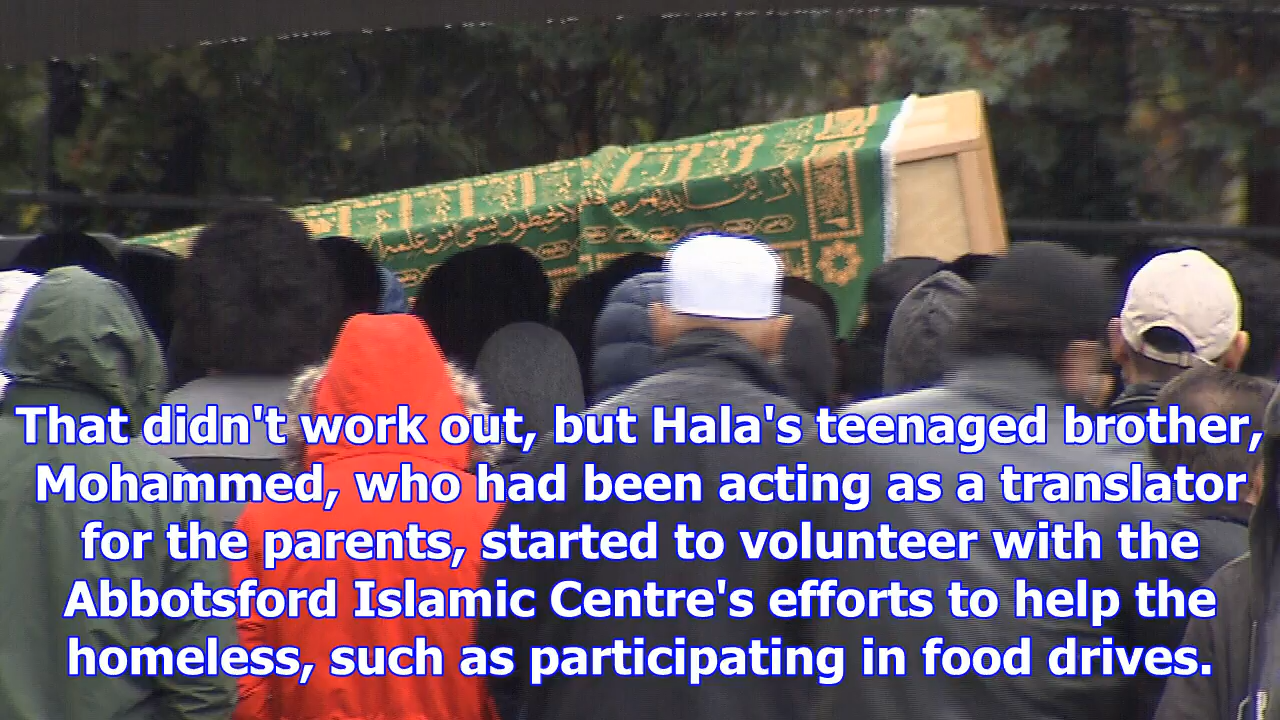 That didn't work out, but Hala's teenaged brother,
Mohammed, who had been acting as a translator
for the parents, started to volunteer with the
Abbotsford Islamic Centre's efforts to help the
homeless, such as participating in food drives.